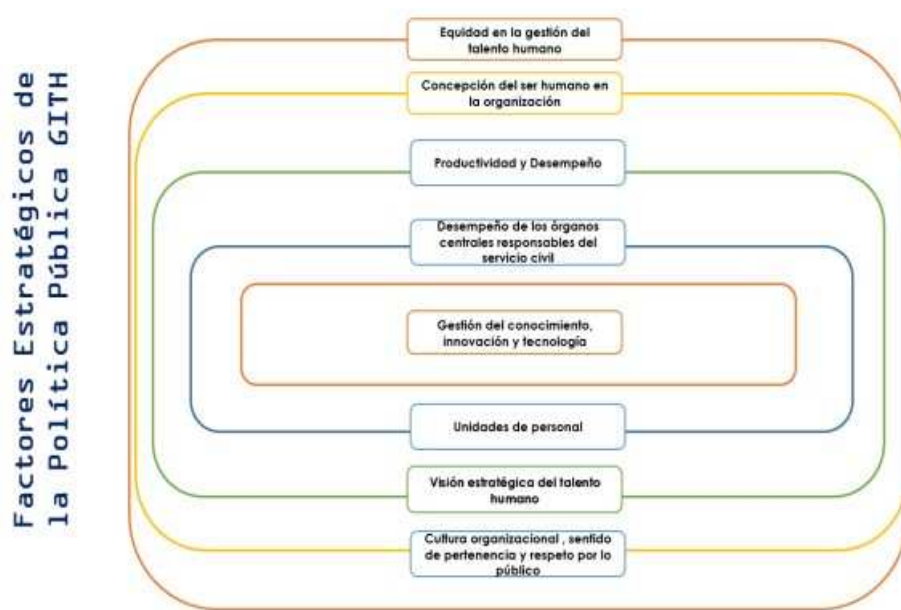 Factores Estratégicos de
la Política Pública GITH
Equidad en la gestión del
talento humano
Concepción del ser humano en
la organización
Productividad y Desempeño
Desempeño de los órganos
centrales responsables del
servicio civil
Gestión del conocimiento,
innovación y tecnología
Unidades de personal
Visión estratégica del talento
humano
Cultura organizacional , sentido
de pertenencia y respeto por lo
público